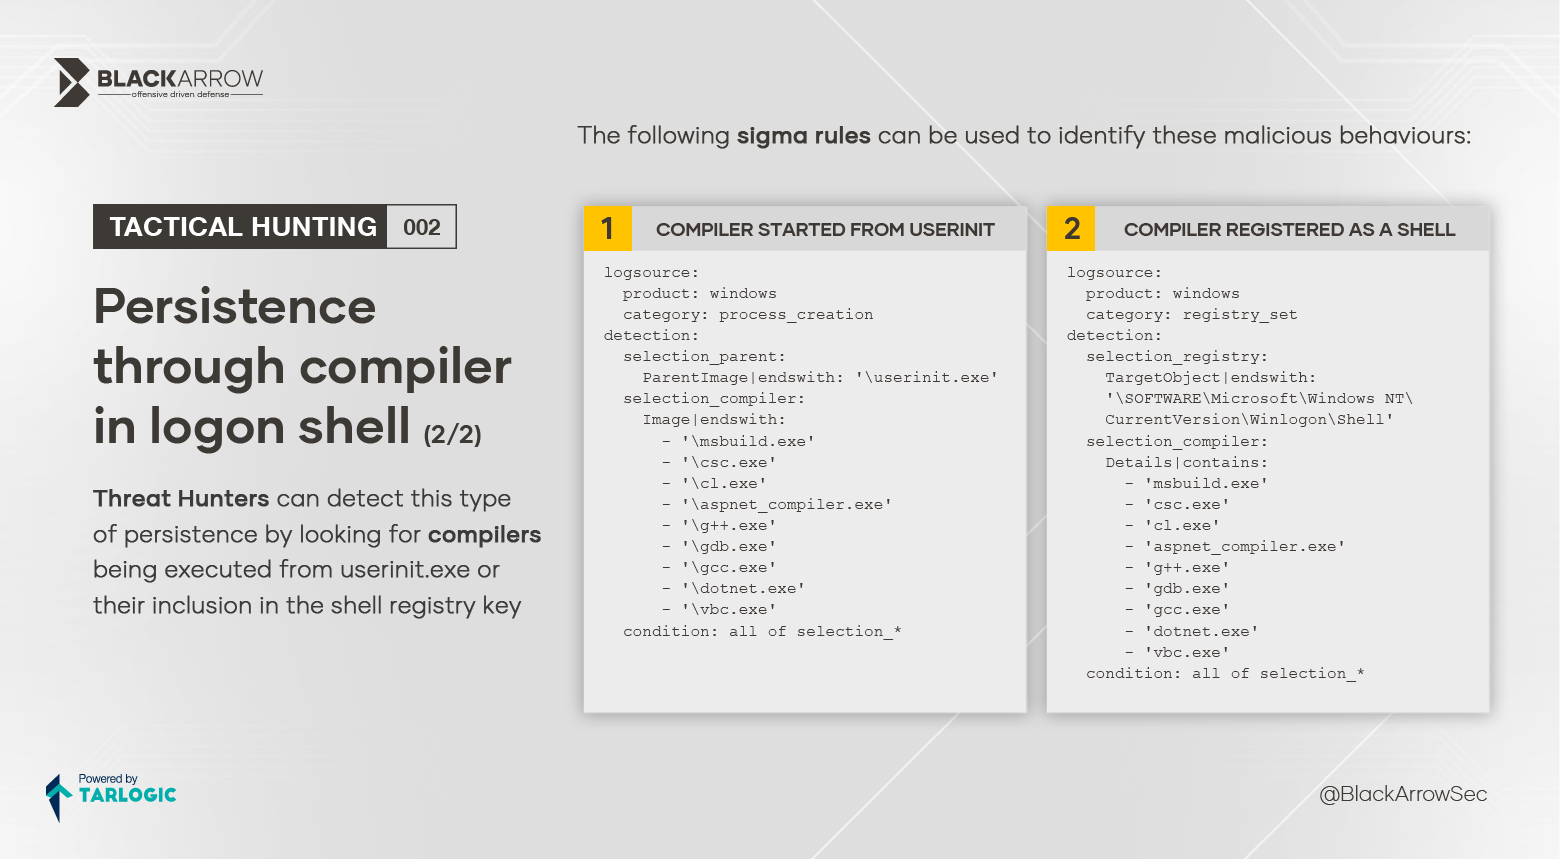 BLACKARROW
offensive driven defense
The following sigma rules can be used to identify these malicious behaviours:
TACTICAL HUNTING 002
Persistence
through compiler
in logon shell (2/2)
Threat Hunters can detect this type
of persistence by looking for compilers
being executed from userinit.exe or
their inclusion in the shell registry key
1 COMPILER STARTED FROM USERINIT
logsource:
  product: windows
  category: process_creation
detection:
  selection_parent:
    ParentImage|endswith: '\userinit.exe'
  selection_compiler:
    Image|endswith:
      - '\msbuild.exe'
      - '\csc.exe'
      - '\cl.exe'
      - '\aspnet_compiler.exe'
      - '\g++.exe'
      - '\gdb.exe'
      - '\gcc.exe'
      - '\dotnet.exe'
      - '\vbc.exe'
  condition: all of selection_*
2 COMPILER REGISTERED AS A SHELL
logsource:
  product: windows
  category: registry_set
detection:
  selection_registry:
    TargetObject|endswith:
    '\SOFTWARE\Microsoft\Windows NT\
    CurrentVersion\Winlogon\Shell'
  selection_compiler:
    Details|contains:
      - 'msbuild.exe'
      - 'csc.exe'
      - 'cl.exe'
      - 'aspnet_compiler.exe'
      - 'g++.exe'
      - 'gdb.exe'
      - 'gcc.exe'
      - 'dotnet.exe'
      - 'vbc.exe'
  condition: all of selection_*
Powered by
TARLOGIC
@BlackArrowSec